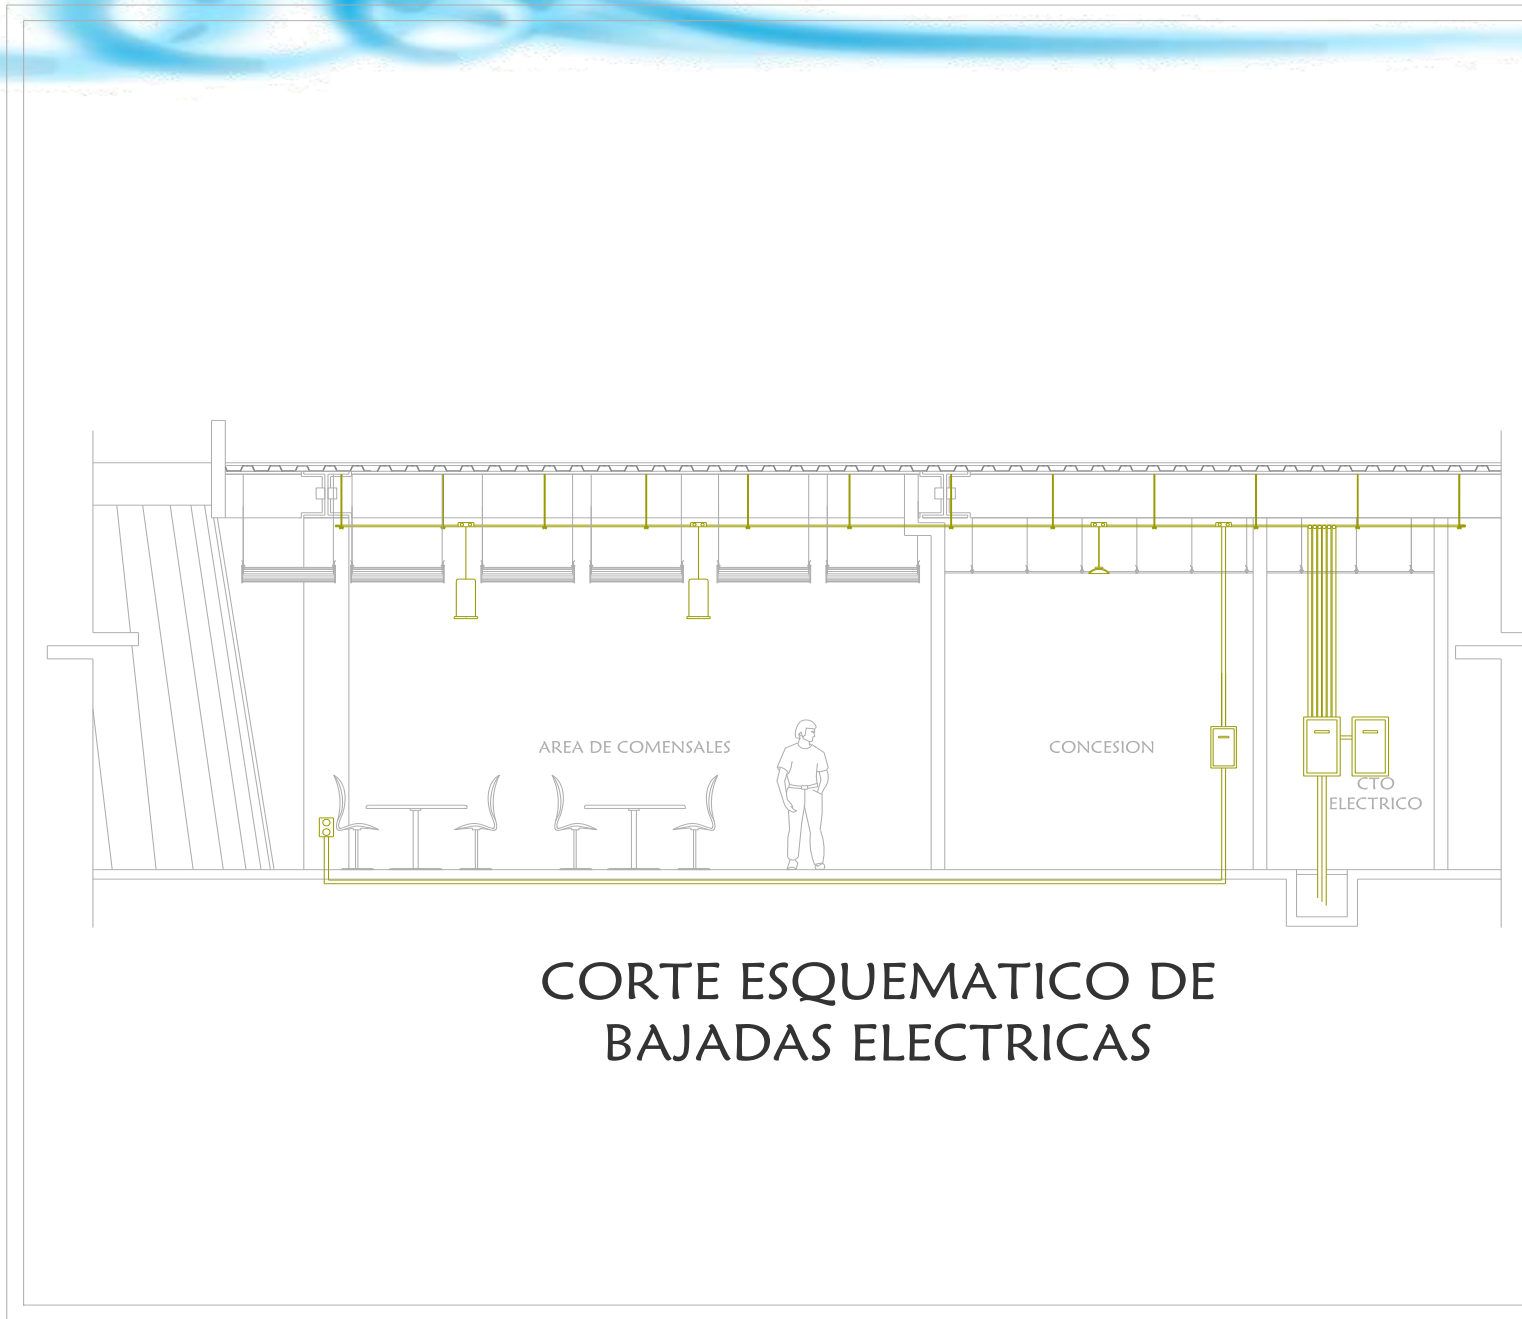 AREA DE COMENSALES
CONCESION
CTO
ELECTRICO
CORTE ESQUEMATICO DE
BAJADAS ELECTRICAS